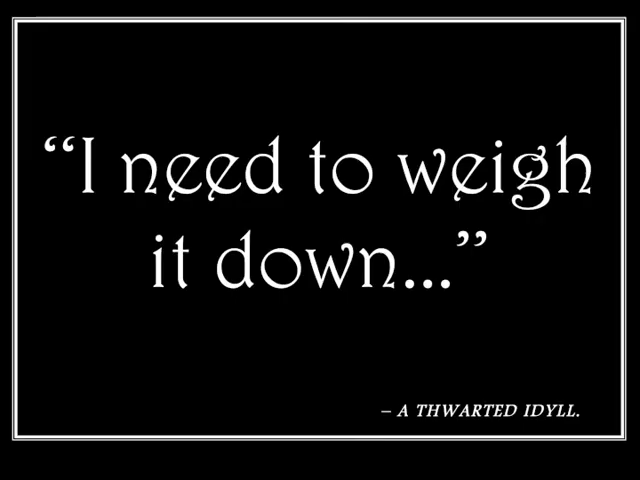 “I need to weigh
it down...”
– A THWARTED IDYLL.